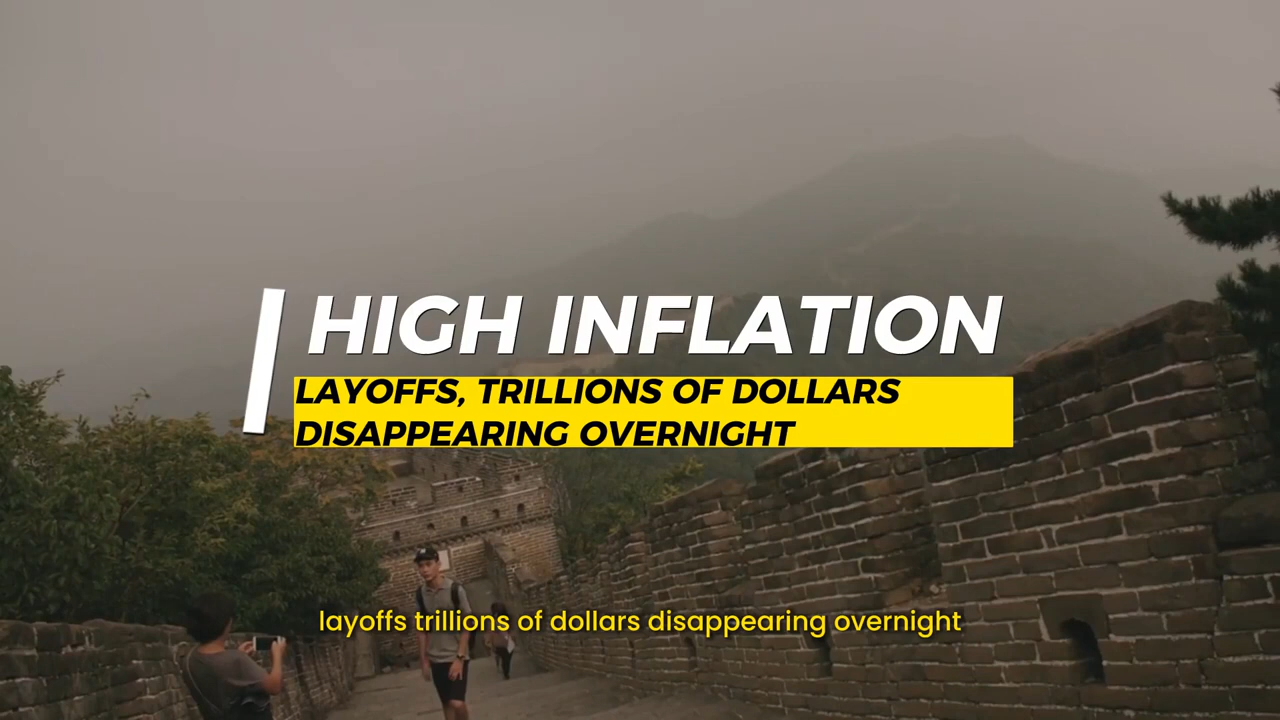 HIGH INFLATION
LAYOFFS, TRILLIONS OF DOLLARS
DISAPPEARING OVERNIGHT
layoffs trillions of dollars disappearing overnight